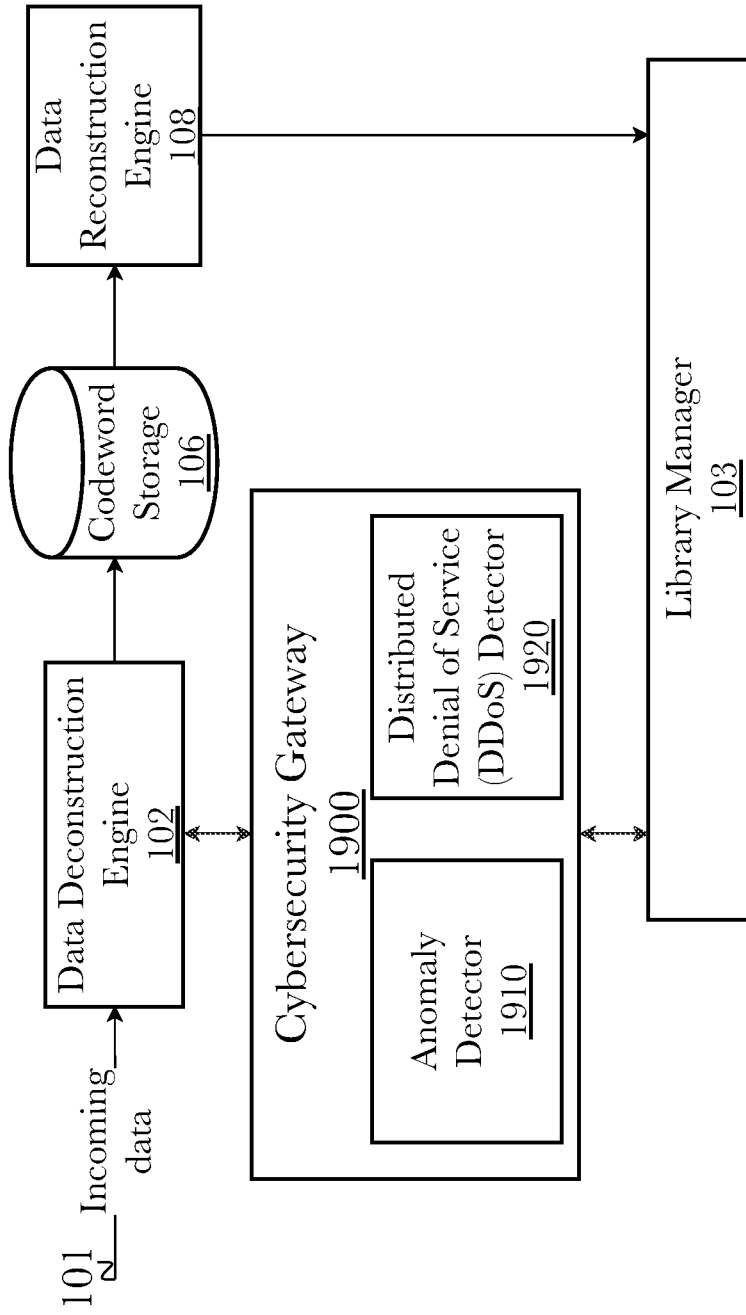 101
Incoming
data
Data Deconstruction
Engine
102
Codeword
Storage
106
Data
Reconstruction
Engine
108
Cybersecurity Gateway
1900
Anomaly
Detector
1910
Distributed
Denial of Service
(DDoS) Detector
1920
Library Manager
103